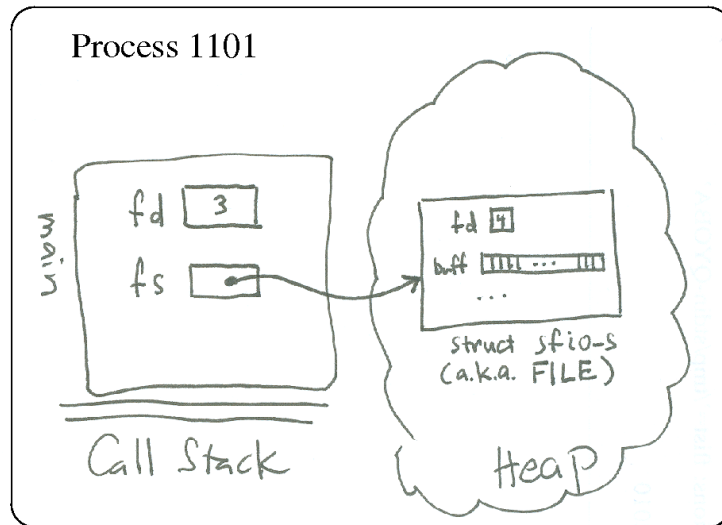 Process 1101
main
fd 3
fs
Call Stack
fd 4
buff ...
...
struct sfio-s
(a.k.a. FILE)
Heap